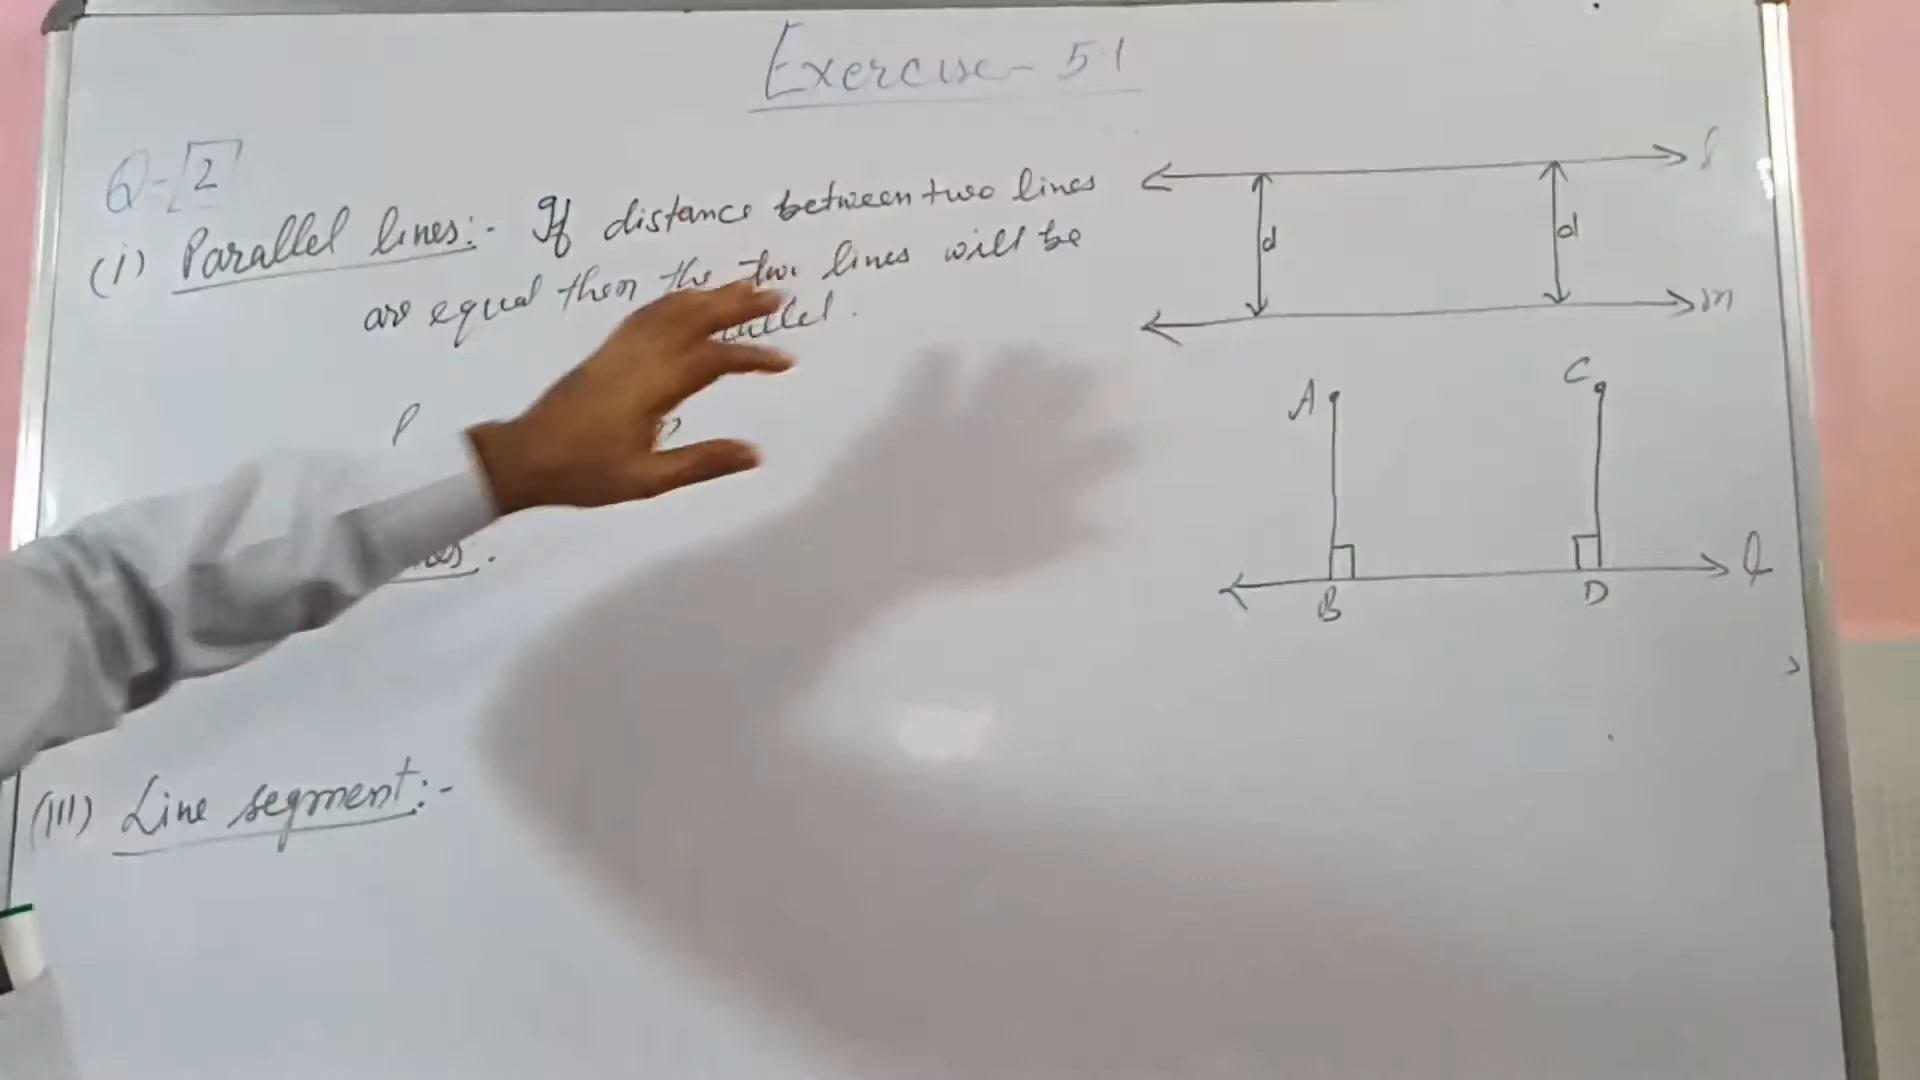 Exercise - 5.1
Q-2
(i) Parallel lines:- If distance between two lines
are equal then the two lines will be
l
d
d
m
A
C
B
D
l
(III) Line segment:-